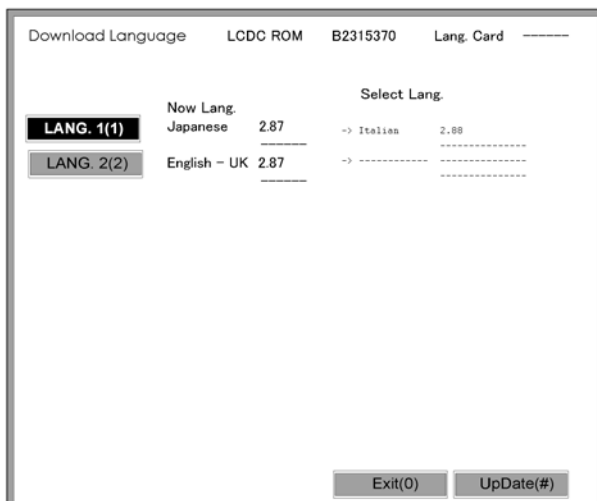 Download Language LCDC ROM B2315370 Lang. Card ------
Select Lang.
Now Lang.
LANG. 1(1) Japanese 2.87 -> Italian 2.88
------ --------------
LANG. 2(2) English - UK 2.87 -> ------------ --------------
------ --------------
Exit(0) UpDate(#)